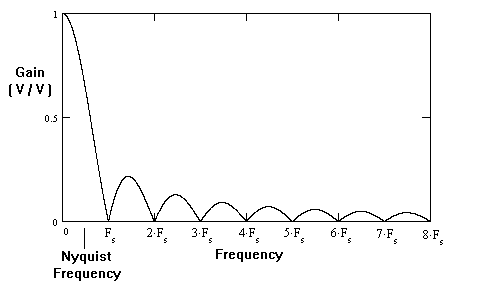 1
Gain
( V / V )
0.5
0
0 Fs 2·Fs 3·Fs 4·Fs 5·Fs 6·Fs 7·Fs 8·Fs
Nyquist
Frequency
Frequency